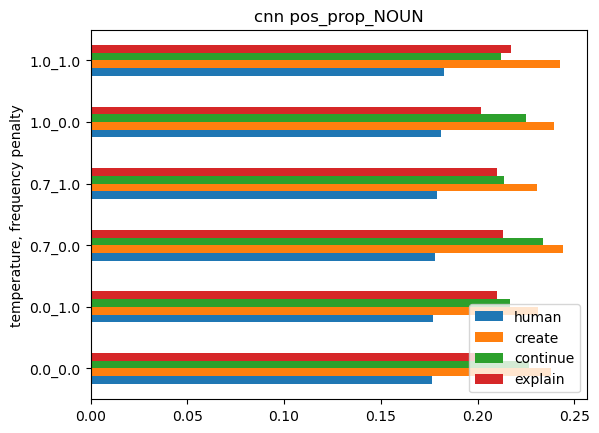 cnn pos_prop_NOUN
temperature, frequency penalty
1.0_1.0
1.0_0.0
0.7_1.0
0.7_0.0
0.0_1.0
0.0_0.0
human
create
continue
explain
0.00 0.05 0.10 0.15 0.20 0.25